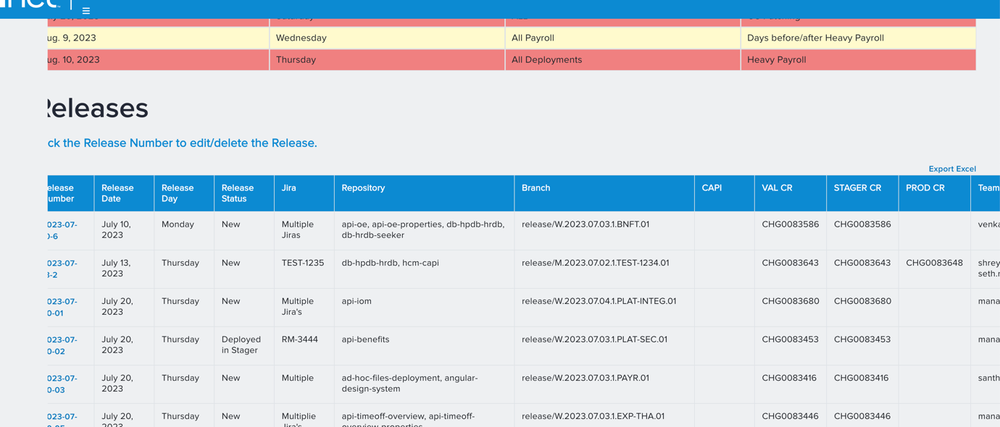 ug. 9, 2023 Wednesday All Payroll Days before/after Heavy Payroll
ug. 10, 2023 Thursday All Deployments Heavy Payroll
Releases
ck the Release Number to edit/delete the Release.
Export Excel
elease Release Release Release Jira Repository Branch CAPI VAL CR STAGER CR PROD CR Team
umber Date Day Status
023-07- July 10, Monday New Multiple api-oe, api-oe-properties, db-hpdb-hrdb, release/W.2023.07.03.1.BNFT.01 CHG0083586 CHG0083586 venka
0-6 2023 Jiras db-hrdb-seeker
023-07- July 13, Thursday New TEST-1235 db-hpdb-hrdb, hcm-capi release/M.2023.07.02.1.TEST-1234.01 CHG0083643 CHG0083643 CHG0083648 shrey
3-2 2023 seth.r
023-07- July 20, Thursday New Multiple api-iom release/W.2023.07.04.1.PLAT-INTEG.01 CHG0083680 CHG0083680 mana
0-01 2023 Jira's
023-07- July 20, Thursday Deployed RM-3444 api-benefits release/W.2023.07.03.1.PLAT-SEC.01 CHG0083453 CHG0083453 mana
0-02 2023 in Stager
023-07- July 20, Thursday New Multiple ad-hoc-files-deployment, angular- release/W.2023.07.03.1.PAYR.01 CHG0083416 CHG0083416 santh
0-03 2023 design-system
023-07- July 20, Thursday New Multiplie api-timeoff-overview, api-timeoff- release/W.2023.07.03.1.EXP-THA.01 CHG0083446 CHG0083446 mana
2023 Jira's overview-properties